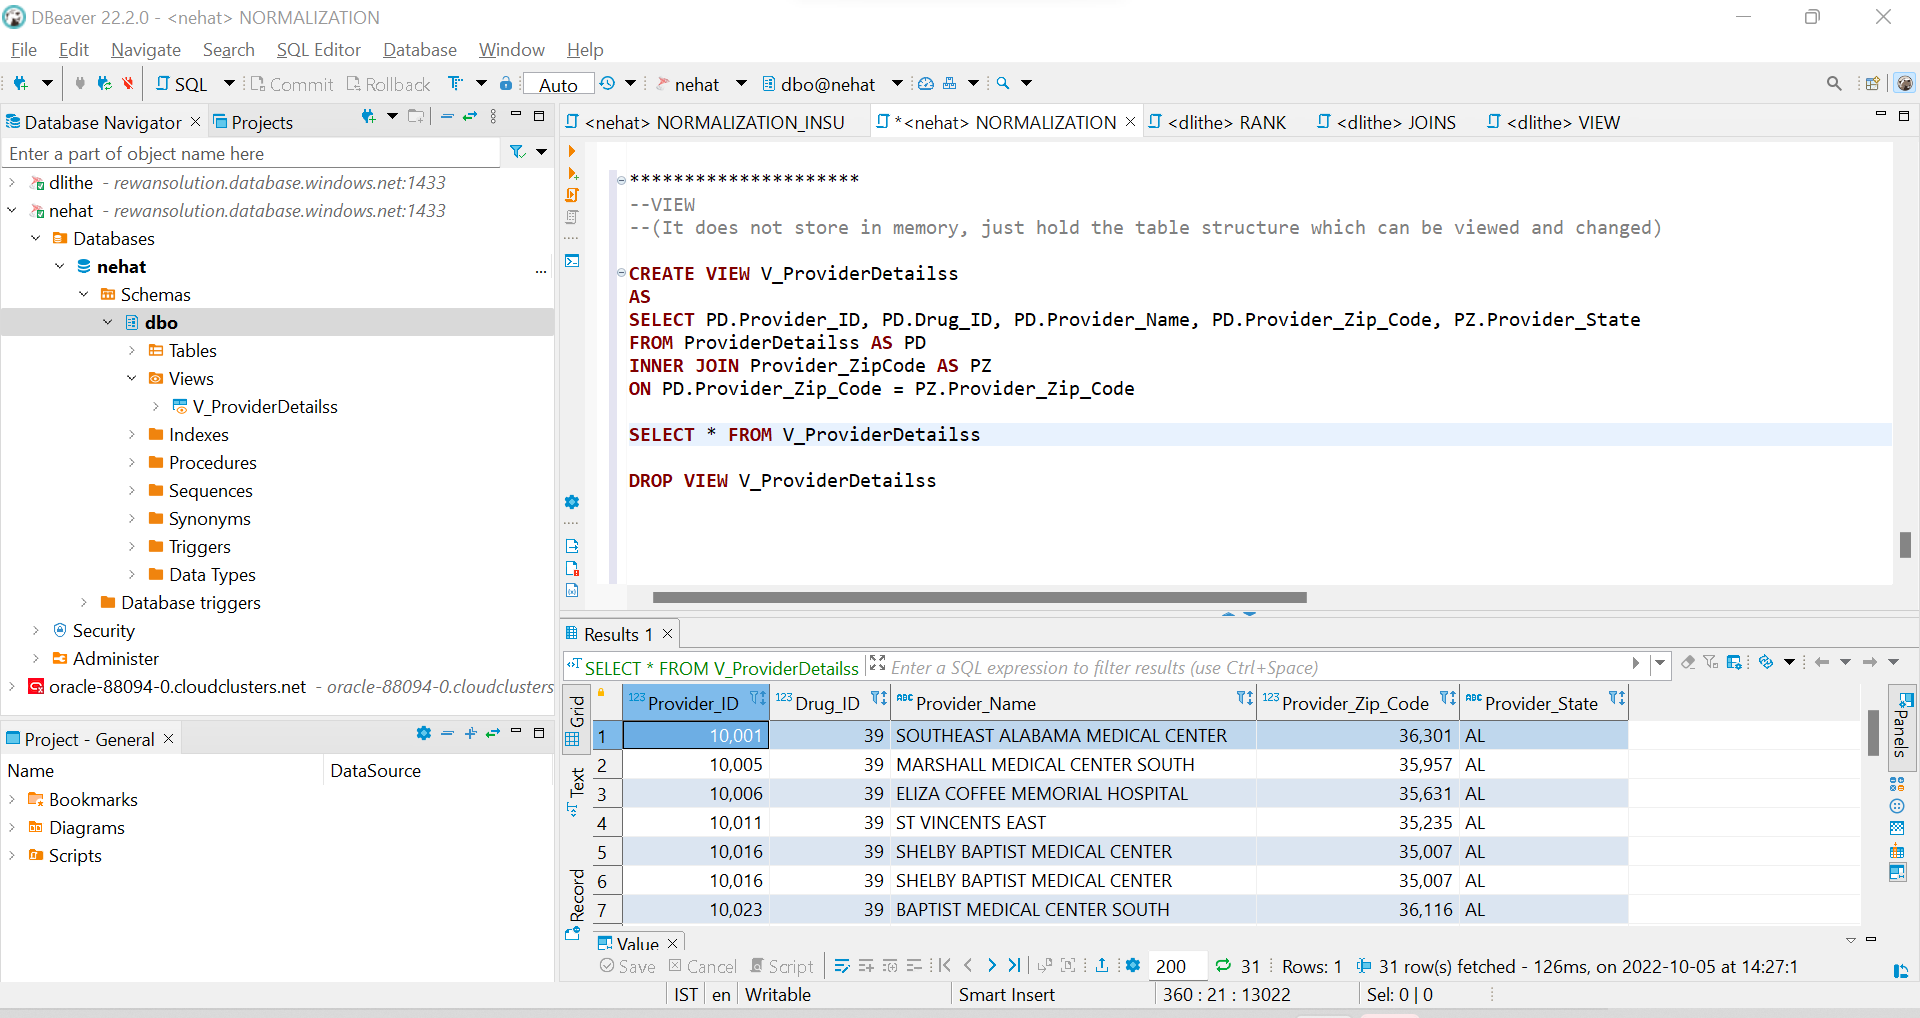 DBeaver 22.2.0 - <nehat> NORMALIZATION
File Edit Navigate Search SQL Editor Database Window Help
SQL Commit Rollback Auto nehat dbo@nehat
Database Navigator Projects
Enter a part of object name here
dlithe - rewansolution.database.windows.net:1433
nehat - rewansolution.database.windows.net:1433
Databases
nehat ...
Schemas
dbo
Tables
Views
V_ProviderDetailss
Indexes
Procedures
Sequences
Synonyms
Triggers
Data Types
Database triggers
Security
Administer
oracle-88094-0.cloudclusters.net - oracle-88094-0.cloudclusters
Project - General
Name DataSource
Bookmarks
Diagrams
Scripts
<nehat> NORMALIZATION_INSU *<nehat> NORMALIZATION <dlithe> RANK <dlithe> JOINS <dlithe> VIEW
*********************
--VIEW
--(It does not store in memory, just hold the table structure which can be viewed and changed)
CREATE VIEW V_ProviderDetailss
AS
SELECT PD.Provider_ID, PD.Drug_ID, PD.Provider_Name, PD.Provider_Zip_Code, PZ.Provider_State
FROM ProviderDetailss AS PD
INNER JOIN Provider_ZipCode AS PZ
ON PD.Provider_Zip_Code = PZ.Provider_Zip_Code
SELECT * FROM V_ProviderDetailss
DROP VIEW V_ProviderDetailss
Results 1
SELECT * FROM V_ProviderDetailss Enter a SQL expression to filter results (use Ctrl+Space)
Grid
Text
Record
Panels
123 Provider_ID 123 Drug_ID ABC Provider_Name 123 Provider_Zip_Code ABC Provider_State
1 10,001 39 SOUTHEAST ALABAMA MEDICAL CENTER 36,301 AL
2 10,005 39 MARSHALL MEDICAL CENTER SOUTH 35,957 AL
3 10,006 39 ELIZA COFFEE MEMORIAL HOSPITAL 35,631 AL
4 10,011 39 ST VINCENTS EAST 35,235 AL
5 10,016 39 SHELBY BAPTIST MEDICAL CENTER 35,007 AL
6 10,016 39 SHELBY BAPTIST MEDICAL CENTER 35,007 AL
7 10,023 39 BAPTIST MEDICAL CENTER SOUTH 36,116 AL
Value
Save Cancel Script 200 31 Rows: 1 31 row(s) fetched - 126ms, on 2022-10-05 at 14:27:1
IST en Writable Smart Insert 360 : 21 : 13022 Sel: 0 | 0